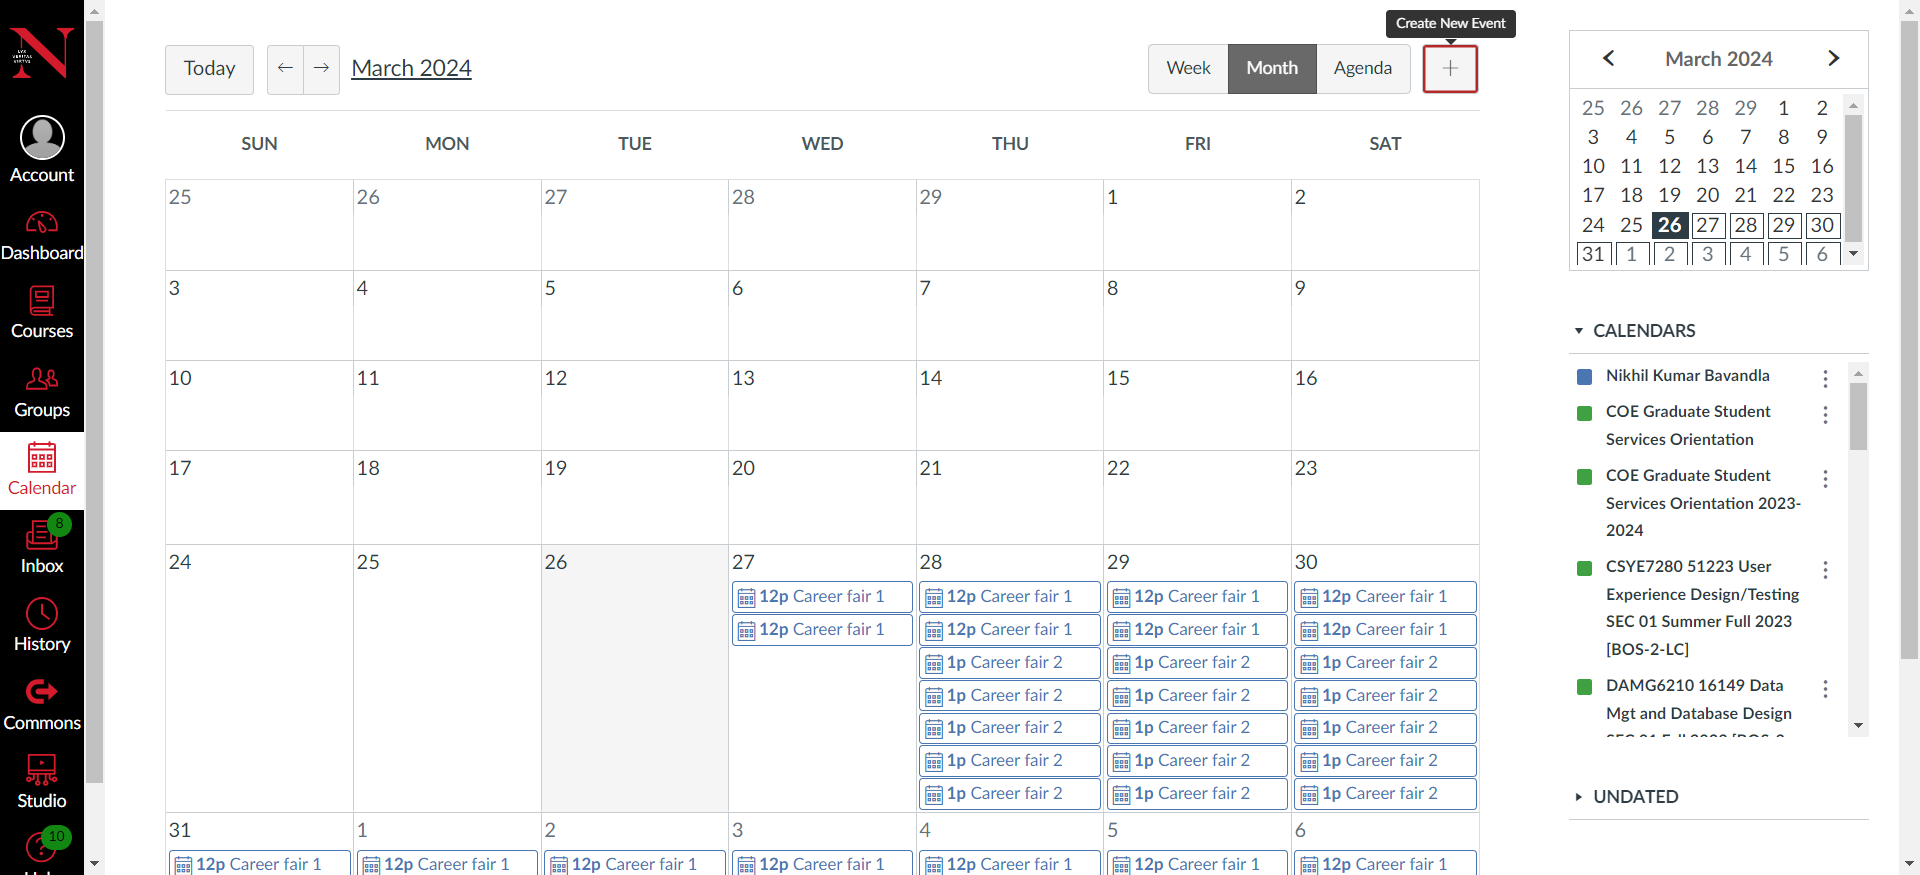 Create New Event
LVX
VERITAS
VIRTVS
Account
Dashboard
Courses
Groups
Calendar
8
Inbox
History
Commons
Studio
10
Today
← →
March 2024
Week Month Agenda +
SUN MON TUE WED THU FRI SAT
25 26 27 28 29 1 2
3 4 5 6 7 8 9
10 11 12 13 14 15 16
17 18 19 20 21 22 23
24 25 26 27 28 29 30
12p Career fair 1 12p Career fair 1 12p Career fair 1 12p Career fair 1
12p Career fair 1 12p Career fair 1 12p Career fair 1 12p Career fair 1
1p Career fair 2 1p Career fair 2 1p Career fair 2
1p Career fair 2 1p Career fair 2 1p Career fair 2
1p Career fair 2 1p Career fair 2 1p Career fair 2
1p Career fair 2 1p Career fair 2 1p Career fair 2
1p Career fair 2 1p Career fair 2 1p Career fair 2
31 1 2 3 4 5 6
12p Career fair 1 12p Career fair 1 12p Career fair 1 12p Career fair 1 12p Career fair 1 12p Career fair 1 12p Career fair 1
March 2024
25 26 27 28 29 1 2
3 4 5 6 7 8 9
10 11 12 13 14 15 16
17 18 19 20 21 22 23
24 25 26 27 28 29 30
31 1 2 3 4 5 6
CALENDARS
Nikhil Kumar Bavandla
COE Graduate Student
Services Orientation
COE Graduate Student
Services Orientation 2023-
2024
CSYE7280 51223 User
Experience Design/Testing
SEC 01 Summer Full 2023
[BOS-2-LC]
DAMG6210 16149 Data
Mgt and Database Design
UNDATED